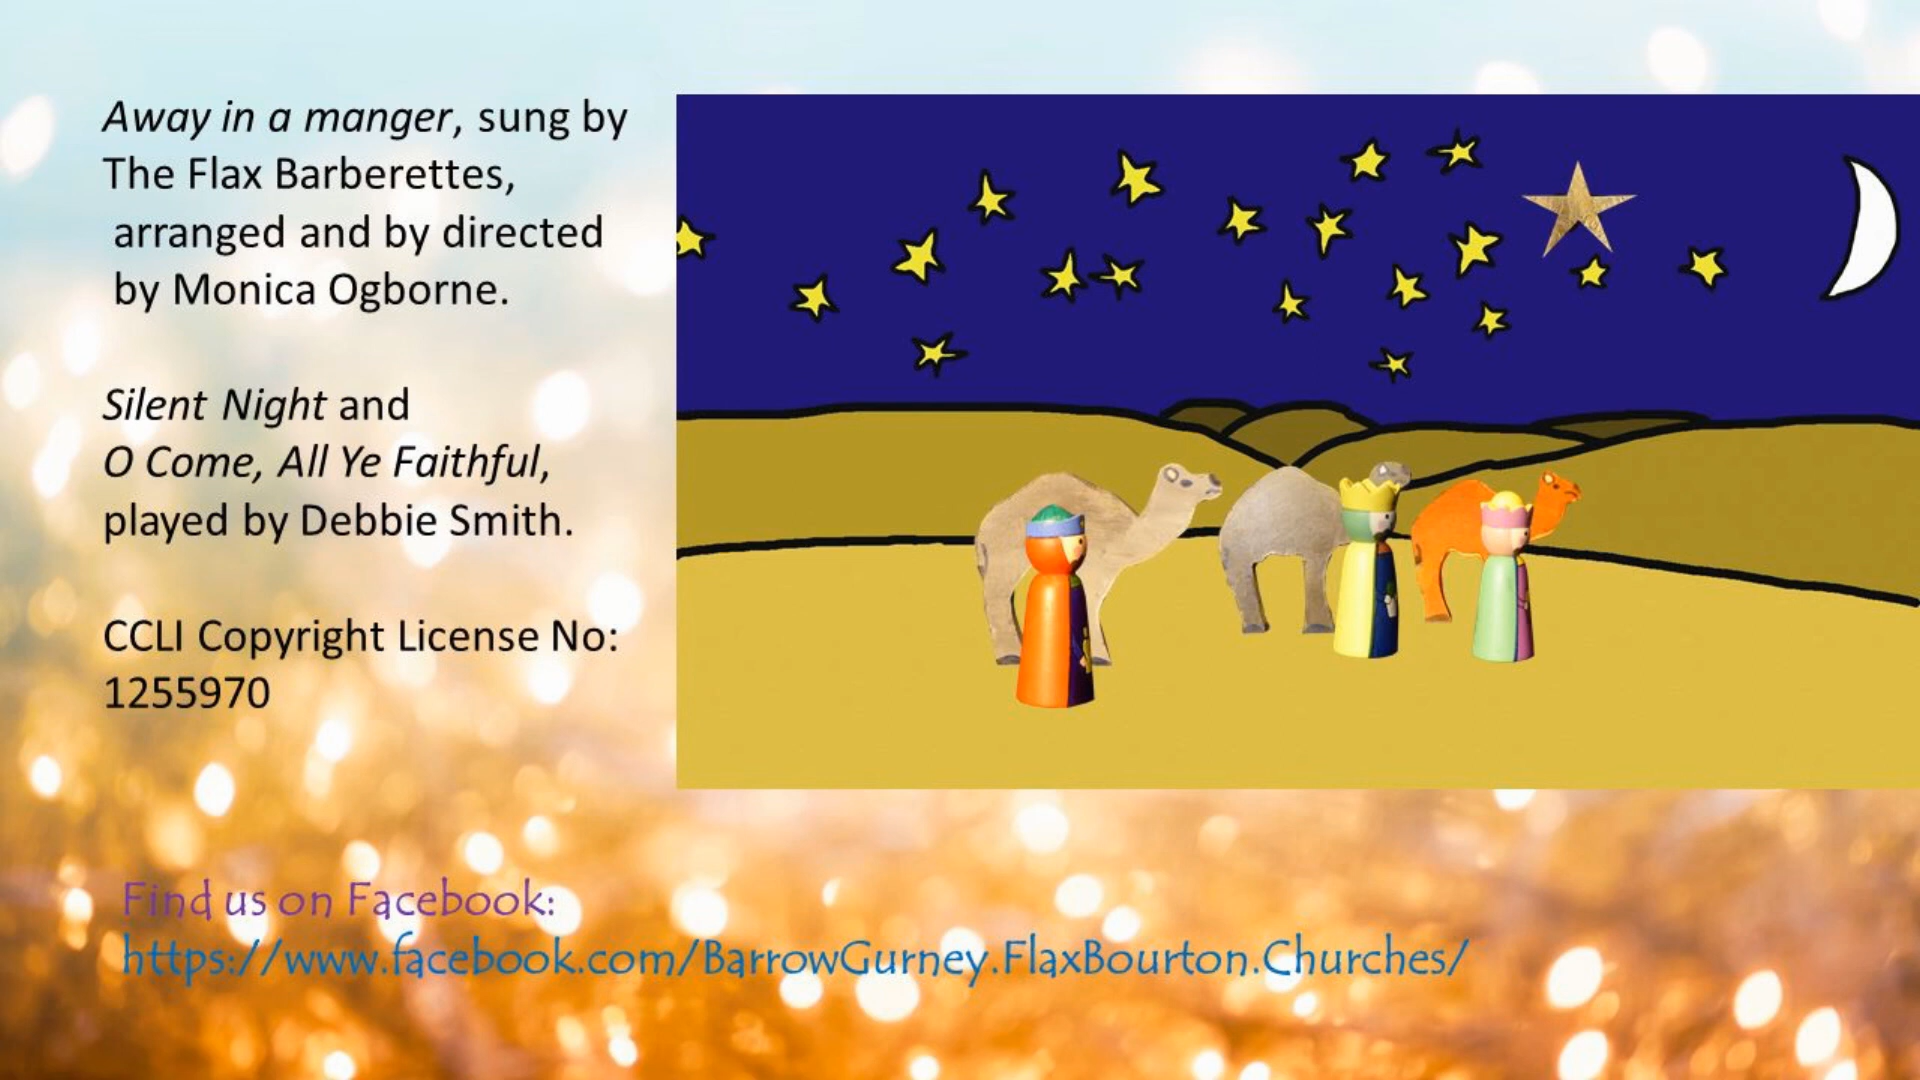 Away in a manger, sung by
The Flax Barberettes,
arranged and by directed
by Monica Ogborne.
Silent Night and
O Come, All Ye Faithful,
played by Debbie Smith.
CCLI Copyright License No:
1255970
Find us on Facebook:
https://www.facebook.com/BarrowGurney.FlaxBourton.Churches/